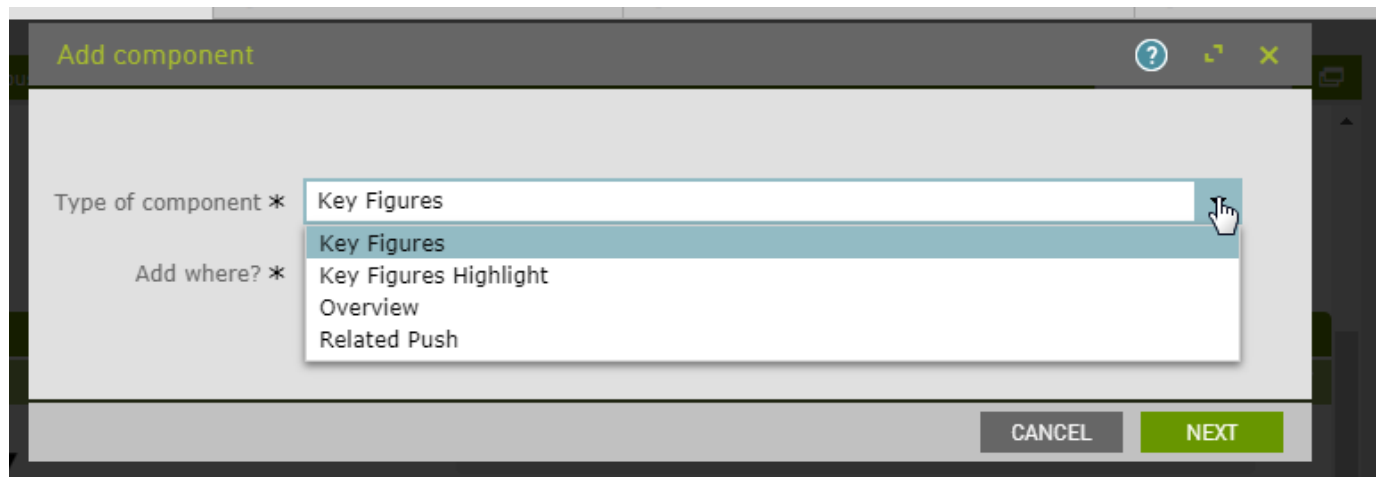 Add component
?
Type of component * Key Figures
Key Figures
Add where? *
Key Figures Highlight
Overview
Related Push
CANCEL NEXT